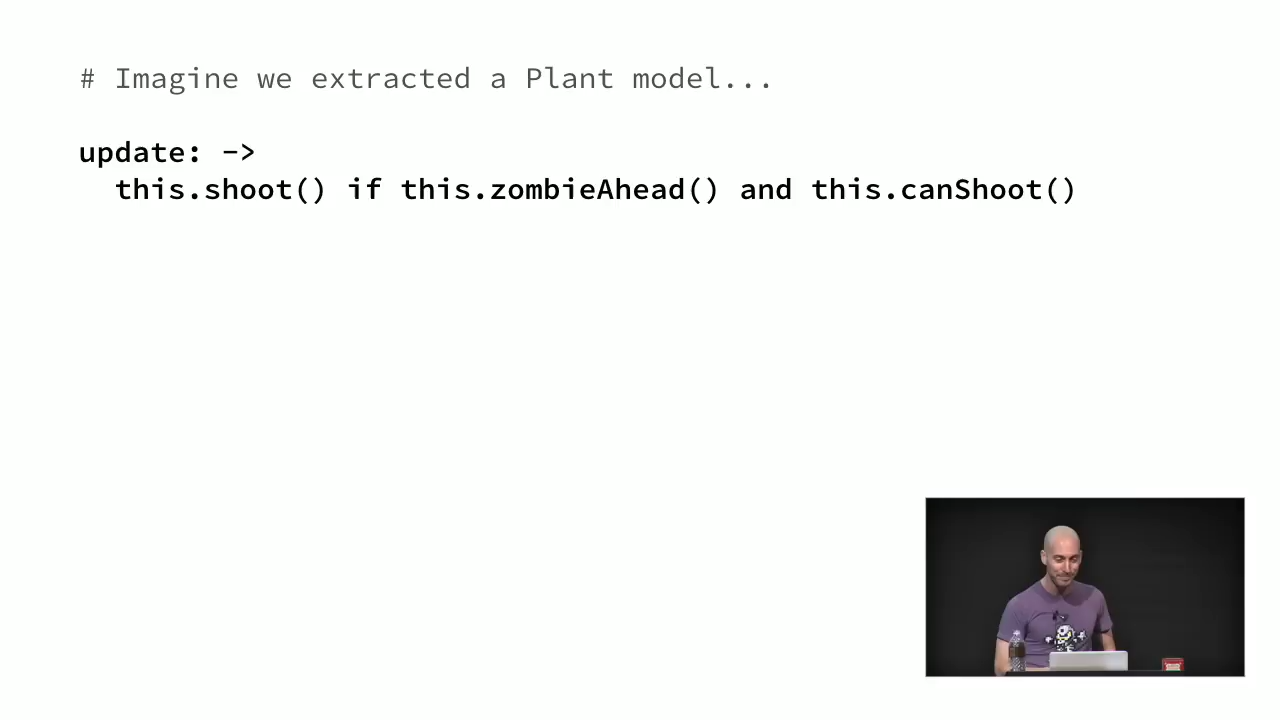 # Imagine we extracted a Plant model...
update: ->
this.shoot() if this.zombieAhead() and this.canShoot()